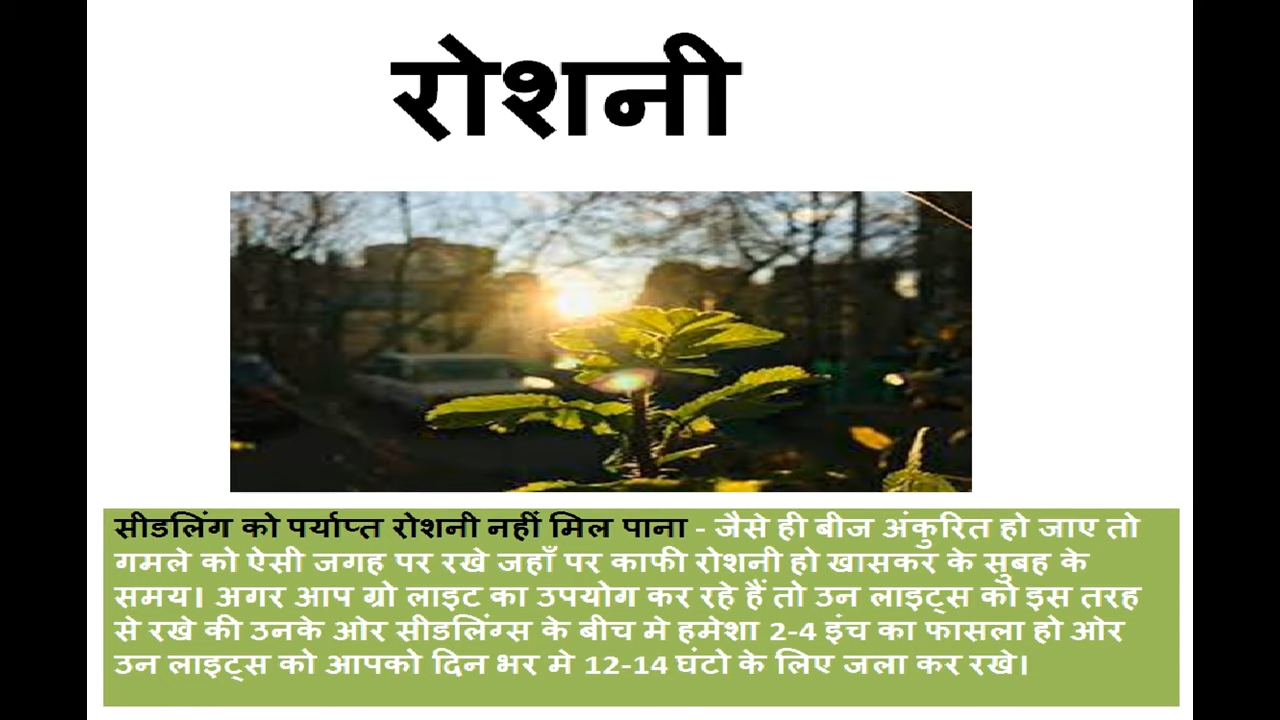 रोशनी
सीडलिंग को पर्याप्त रोशनी नहीं मिल पाना - जैसे ही बीज अंकुरित हो जाए तो
गमले को ऐसी जगह पर रखे जहाँ पर काफी रोशनी हो खासकर के सुबह के
समय। अगर आप ग्रो लाइट का उपयोग कर रहे हैं तो उन लाइट्स को इस तरह
से रखे की उनके ओर सीडलिंग्स के बीच मे हमेशा 2-4 इंच का फासला हो ओर
उन लाइट्स को आपको दिन भर मे 12-14 घंटो के लिए जला कर रखे।